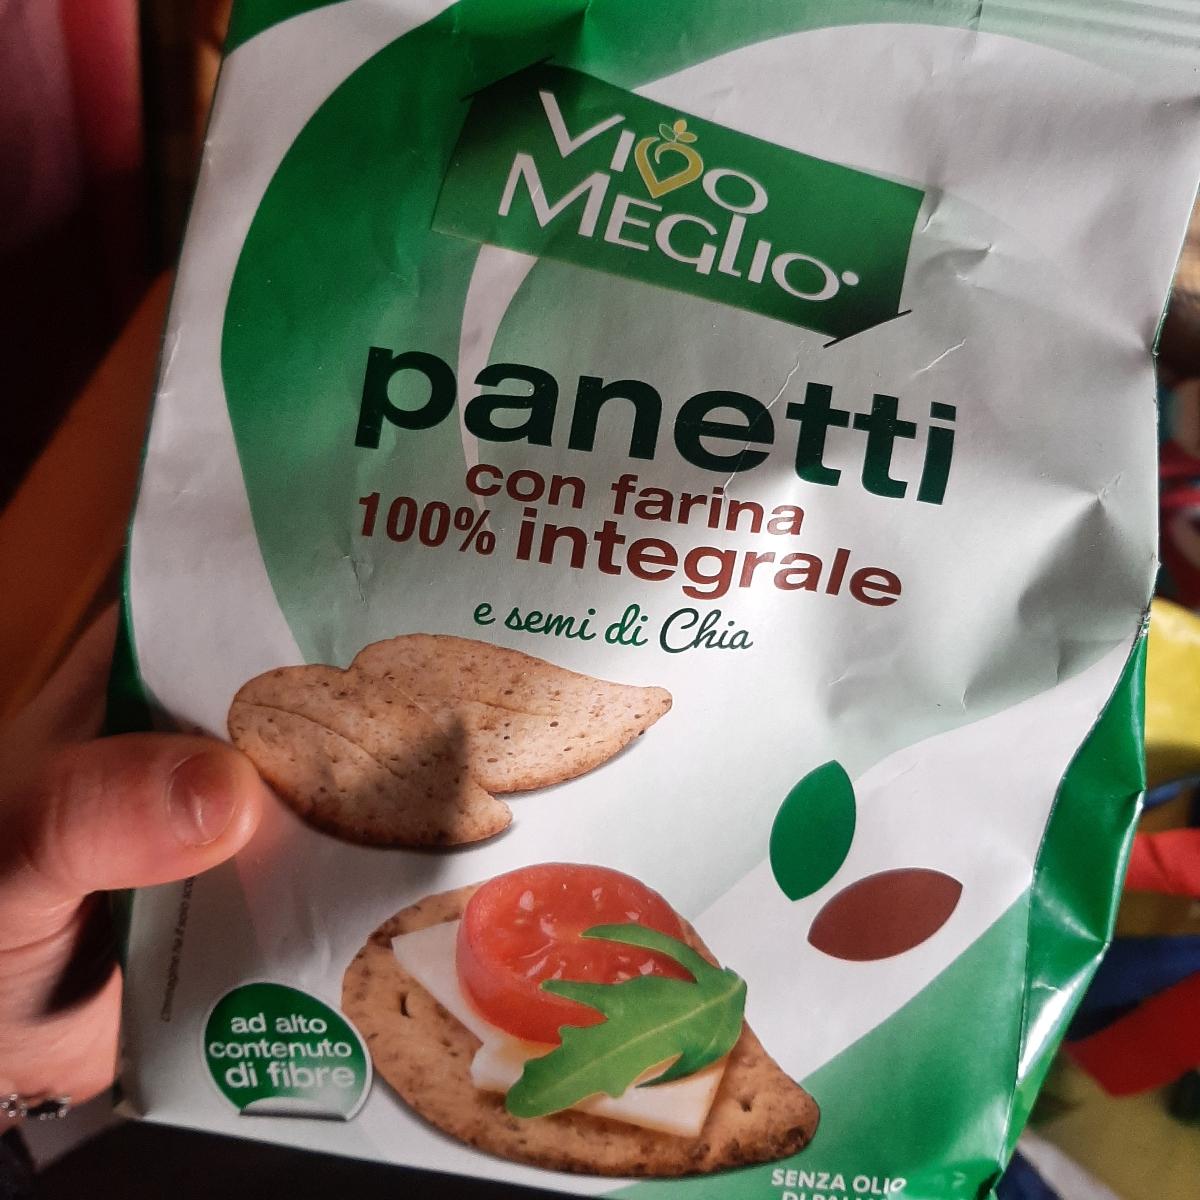 VIVO
MEGLIO
panetti
con farina
100% integrale
e semi di Chia
ad alto
contenuto
di fibre
SENZA OLIO